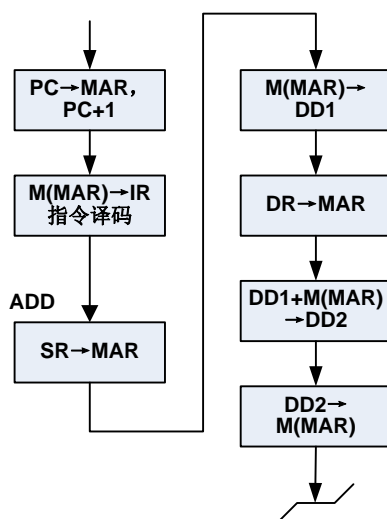 PC→MAR，
PC+1
M(MAR)→IR
指令译码
ADD
SR→MAR
M(MAR)→
DD1
DR→MAR
DD1+M(MAR)
→DD2
DD2→
M(MAR)